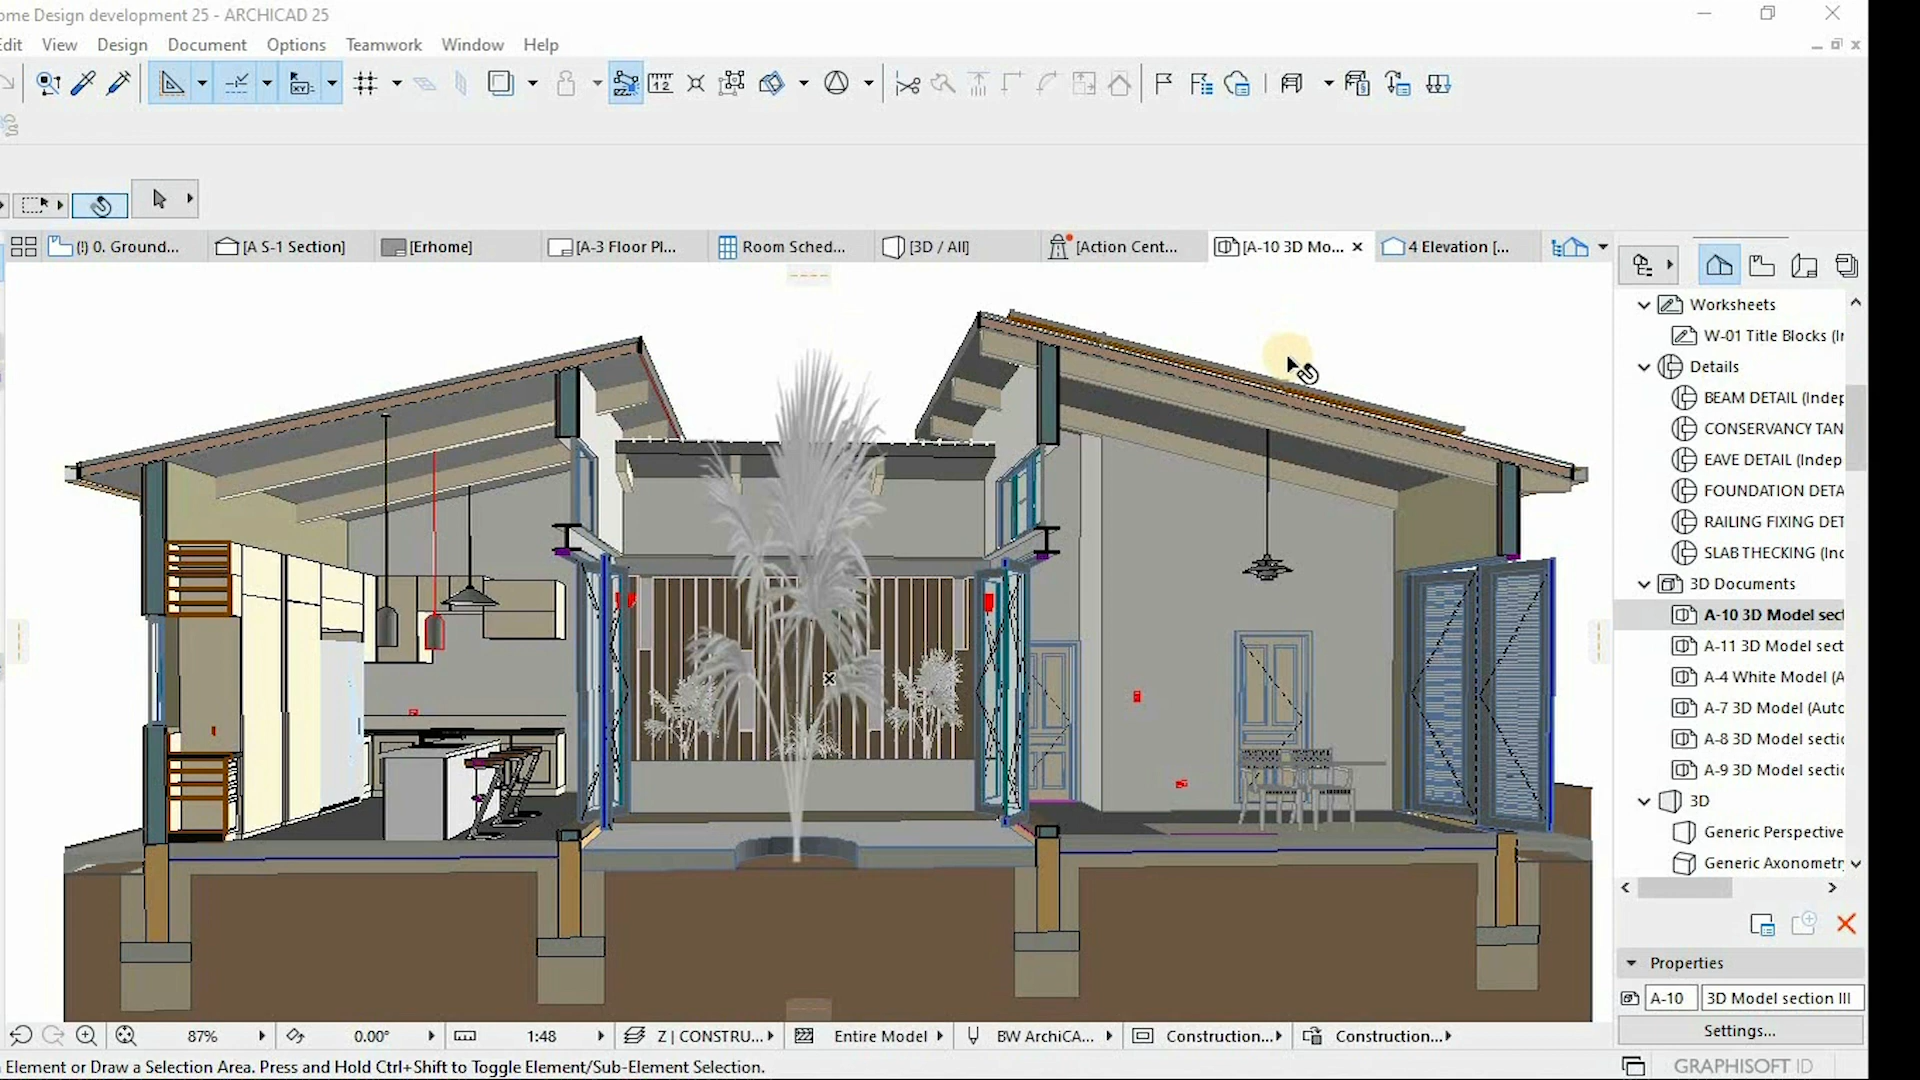 ome Design development 25 - ARCHICAD 25
Edit View Design Document Options Teamwork Window Help
(!) 0. Ground... [A S-1 Section] [Erhome] [A-3 Floor Pl... Room Sched... [3D / All] [Action Cent... [A-10 3D Mo... 4 Elevation [...
Worksheets
W-01 Title Blocks (Ir
Details
BEAM DETAIL (Indep
CONSERVANCY TAN
EAVE DETAIL (Indep
FOUNDATION DETA
RAILING FIXING DET
SLAB THECKING (Inc
3D Documents
A-10 3D Model sect
A-11 3D Model sect
A-4 White Model (A
A-7 3D Model (Auto
A-8 3D Model sectio
A-9 3D Model sectio
3D
Generic Perspective
Generic Axonometr
Properties
A-10 3D Model section III
Settings...
87% 0.00° 1:48 Z | CONSTRU... Entire Model BW ArchiCA... Construction... Construction...
Element or Draw a Selection Area. Press and Hold Ctrl+Shift to Toggle Element/Sub-Element Selection.
GRAPHISOFT ID